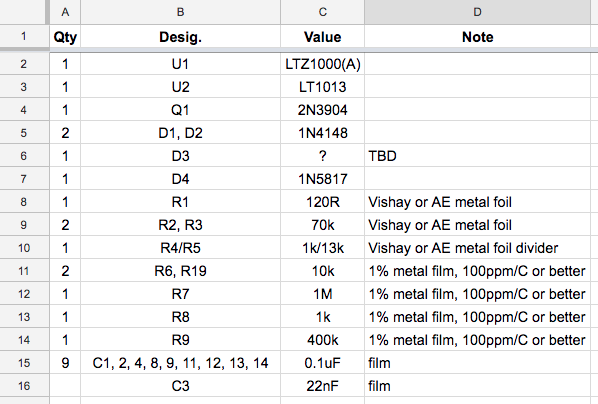 A B C D
1 Qty Desig. Value Note
2 1 U1 LTZ1000(A)
3 1 U2 LT1013
4 1 Q1 2N3904
5 2 D1, D2 1N4148
6 1 D3 ? TBD
7 1 D4 1N5817
8 1 R1 120R Vishay or AE metal foil
9 2 R2, R3 70k Vishay or AE metal foil
10 1 R4/R5 1k/13k Vishay or AE metal foil divider
11 2 R6, R19 10k 1% metal film, 100ppm/C or better
12 1 R7 1M 1% metal film, 100ppm/C or better
13 1 R8 1k 1% metal film, 100ppm/C or better
14 1 R9 400k 1% metal film, 100ppm/C or better
15 9 C1, 2, 4, 8, 9, 11, 12, 13, 14 0.1uF film
16 C3 22nF film